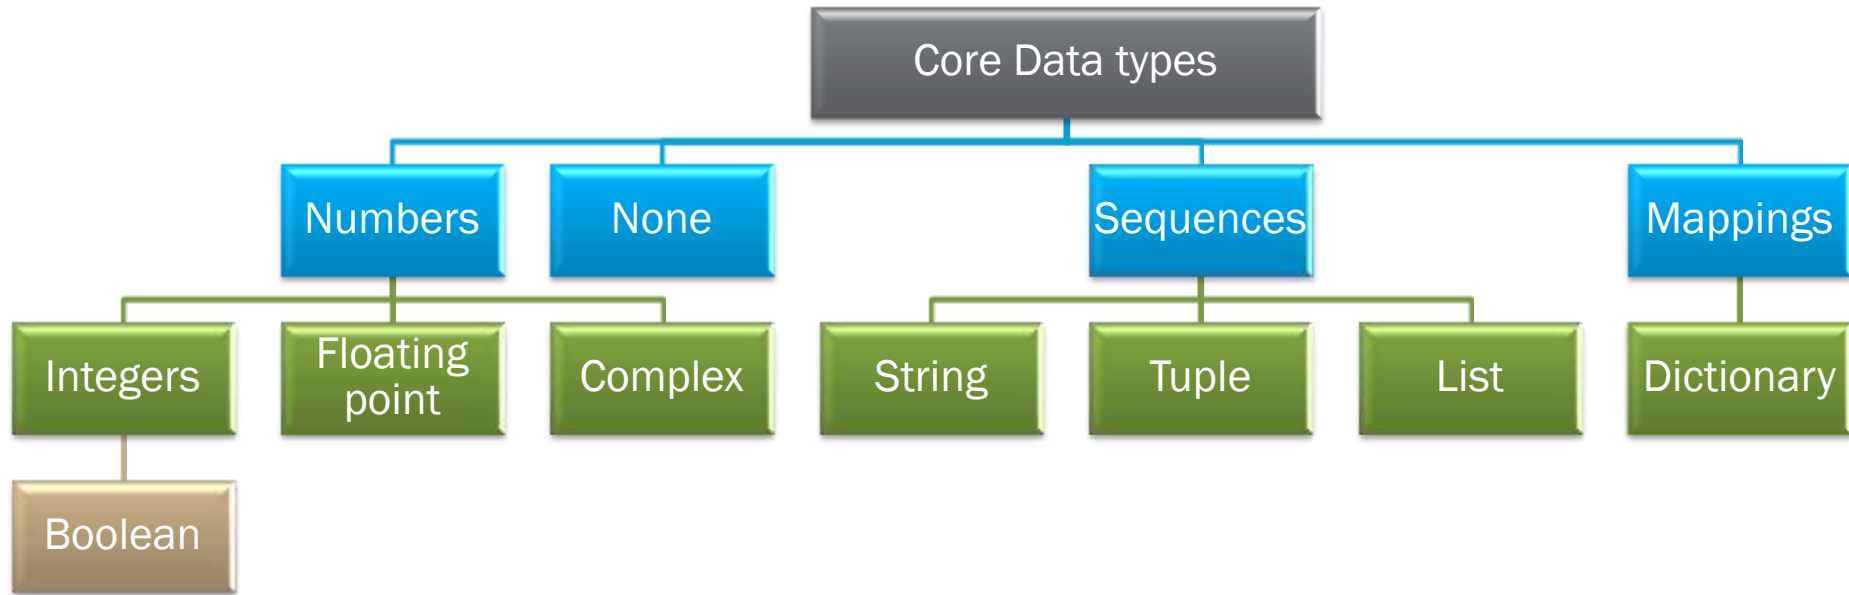 Core Data types
Numbers
None
Sequences
Mappings
Integers
Floating
point
Complex
String
Tuple
List
Dictionary
Boolean